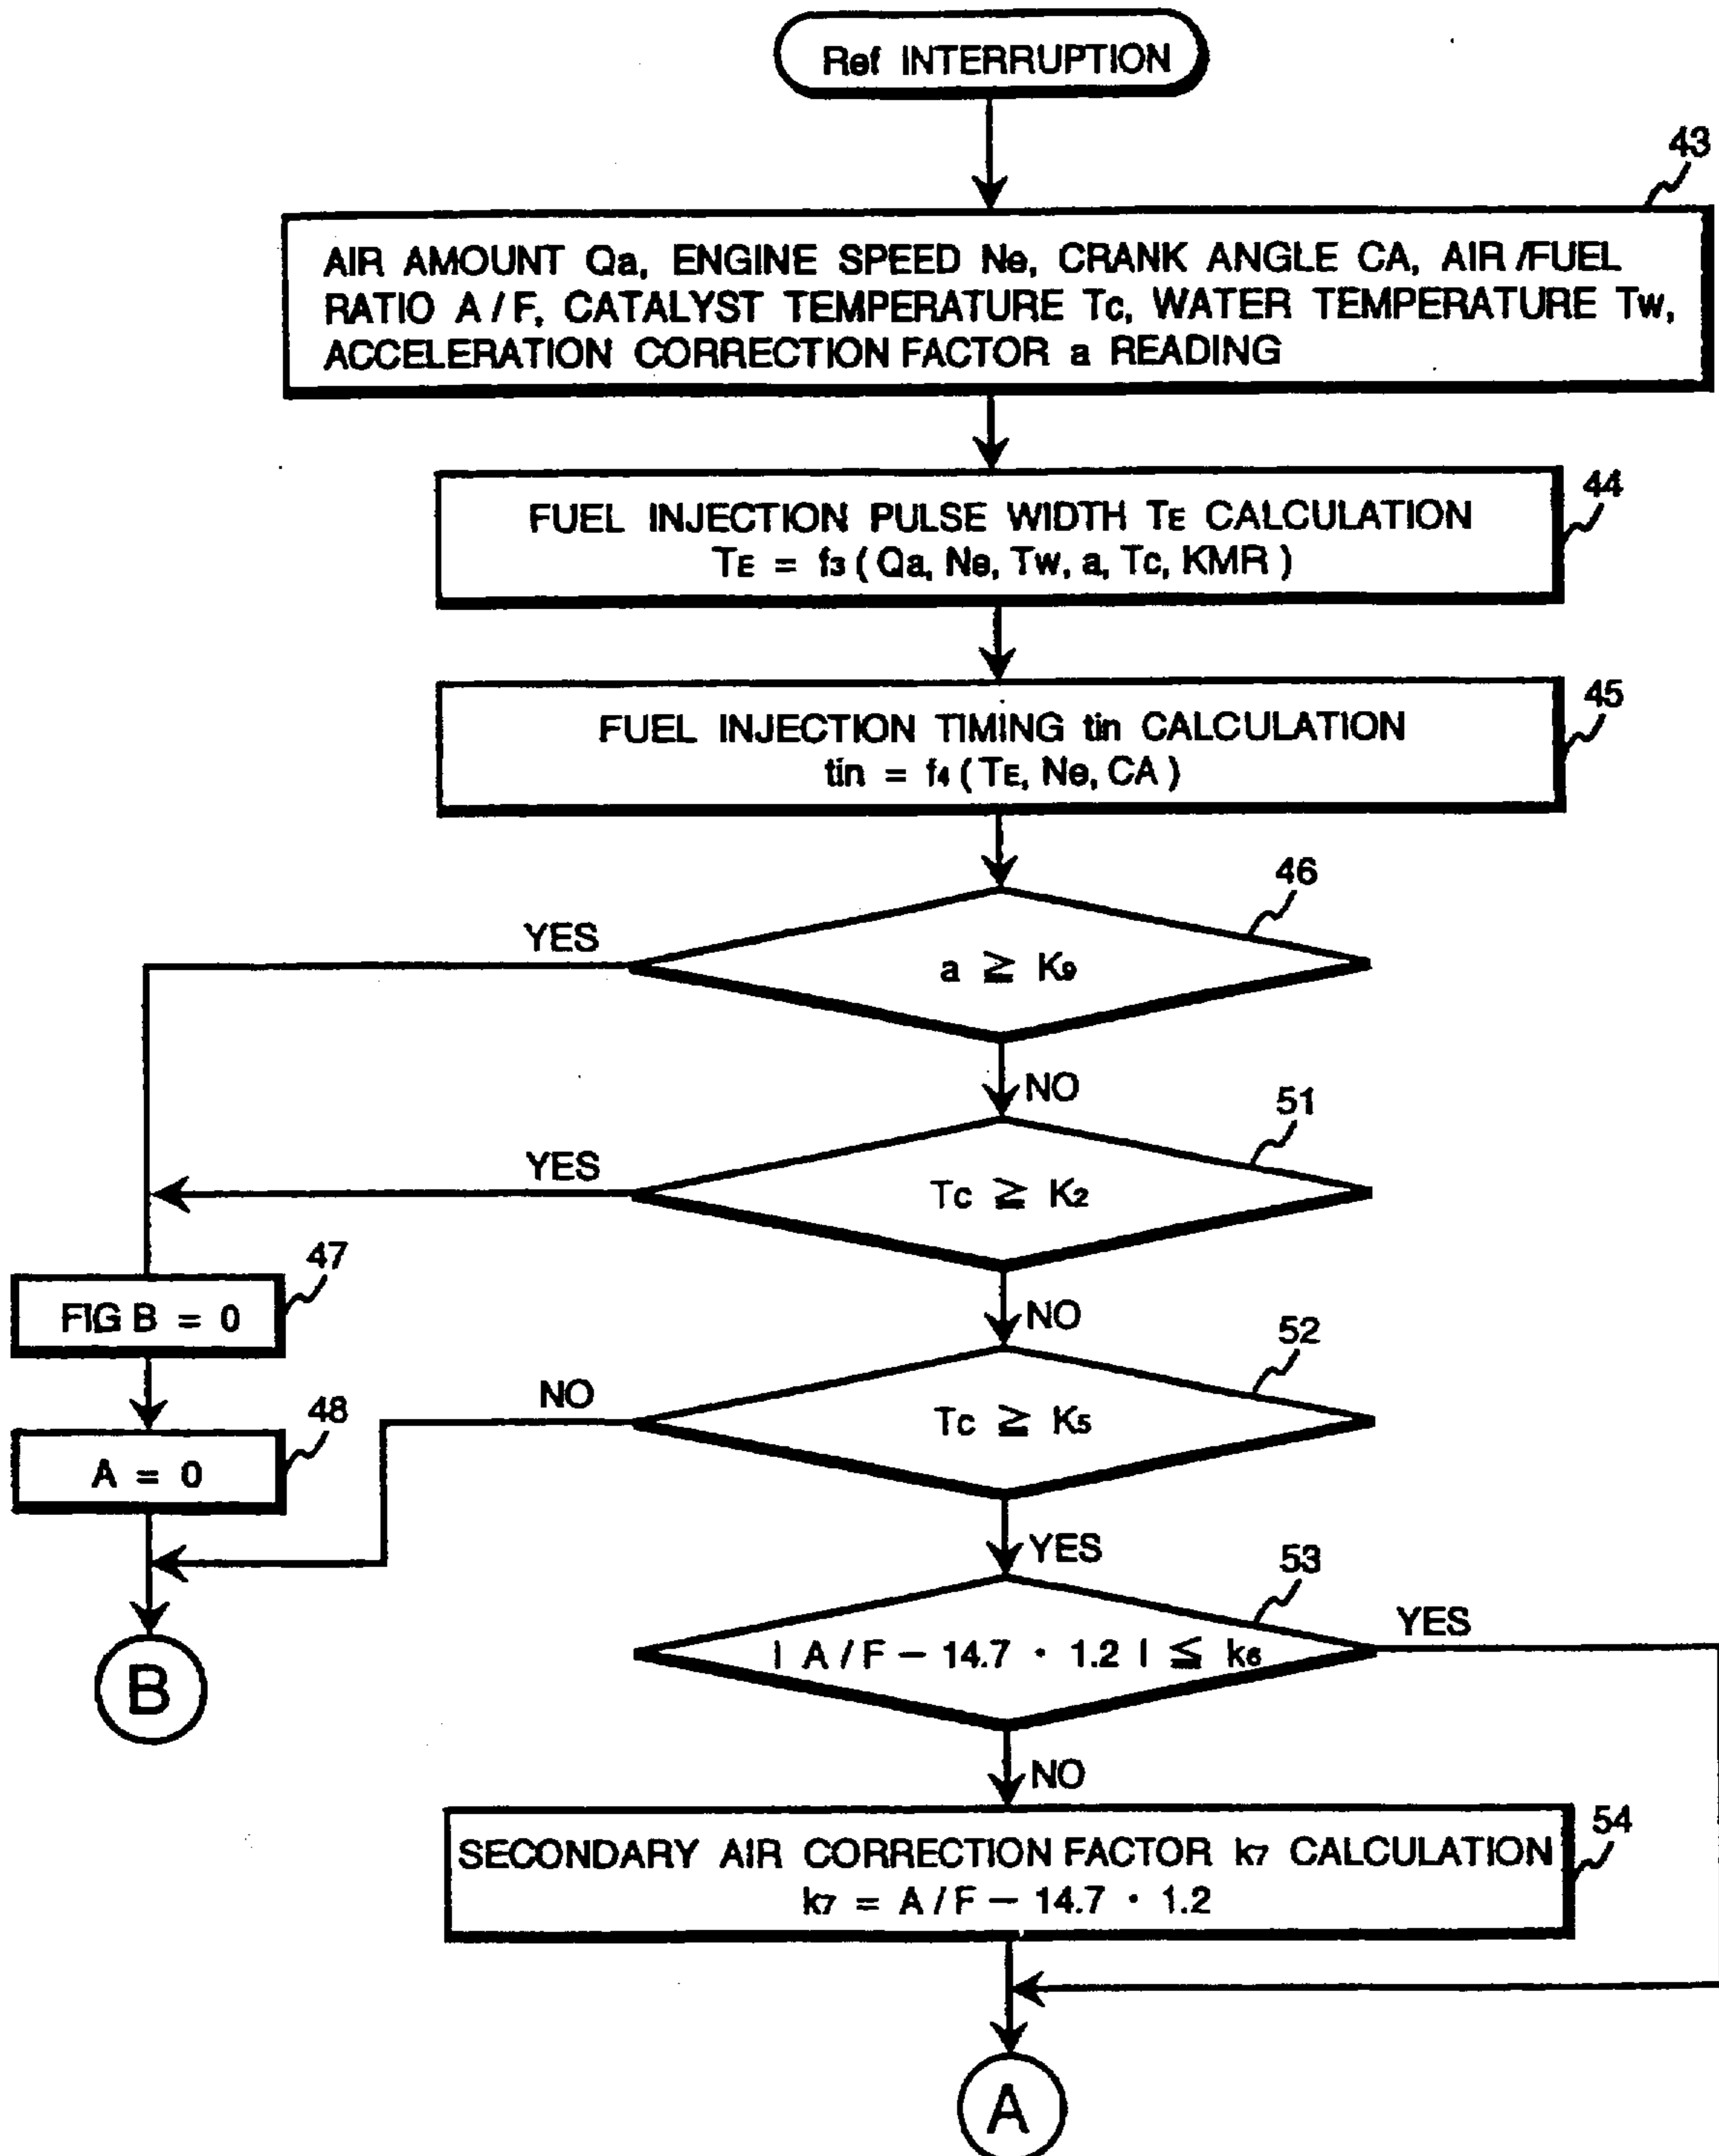 Ref INTERRUPTION
43
AIR AMOUNT Qa, ENGINE SPEED Ne, CRANK ANGLE CA, AIR/FUEL
RATIO A/F, CATALYST TEMPERATURE Tc, WATER TEMPERATURE Tw,
ACCELERATION CORRECTION FACTOR a READING
44
FUEL INJECTION PULSE WIDTH TE CALCULATION
TE = f3 ( Qa, Ne, Tw, a, Tc, KMR )
45
FUEL INJECTION TIMING tin CALCULATION
tin = f4 ( TE, Ne, CA )
46
YES
a ≧ K9
NO
51
YES
Tc ≧ K2
47
FIG B = 0
NO
52
NO
Tc ≧ K5
48
A = 0
YES
53
YES
| A/F − 14.7 · 1.2 | ≦ k6
B
NO
54
SECONDARY AIR CORRECTION FACTOR k7 CALCULATION
k7 = A/F − 14.7 · 1.2
A